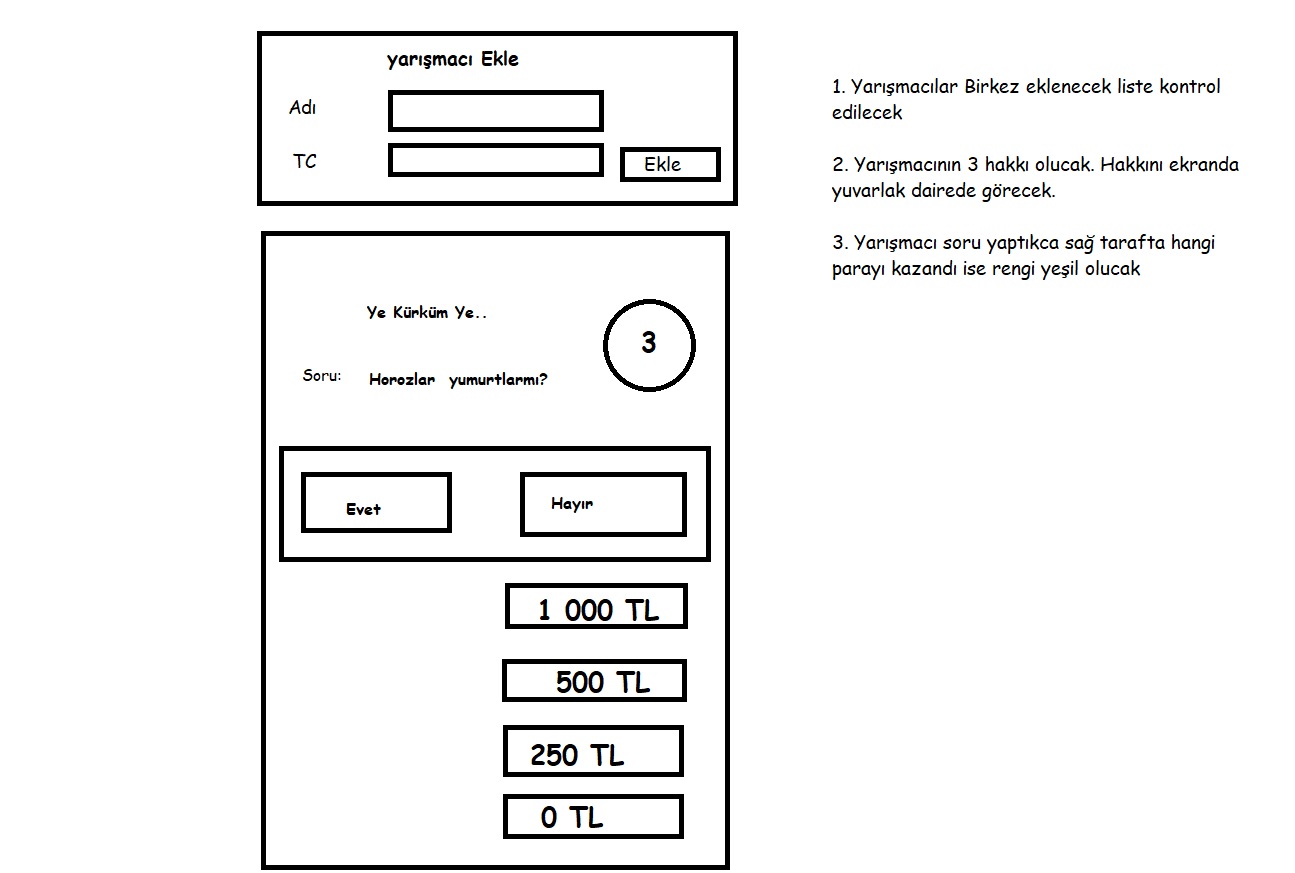 yarışmacı Ekle
Adı
TC
Ekle
1. Yarışmacılar Birkez eklenecek liste kontrol
edilecek
2. Yarışmacının 3 hakkı olucak. Hakkını ekranda
yuvarlak dairede görecek.
3. Yarışmacı soru yaptıkca sağ tarafta hangi
parayı kazandı ise rengi yeşil olucak
Ye Kürküm Ye..
3
Soru: Horozlar yumurtlarmı?
Evet
Hayır
1 000 TL
500 TL
250 TL
0 TL